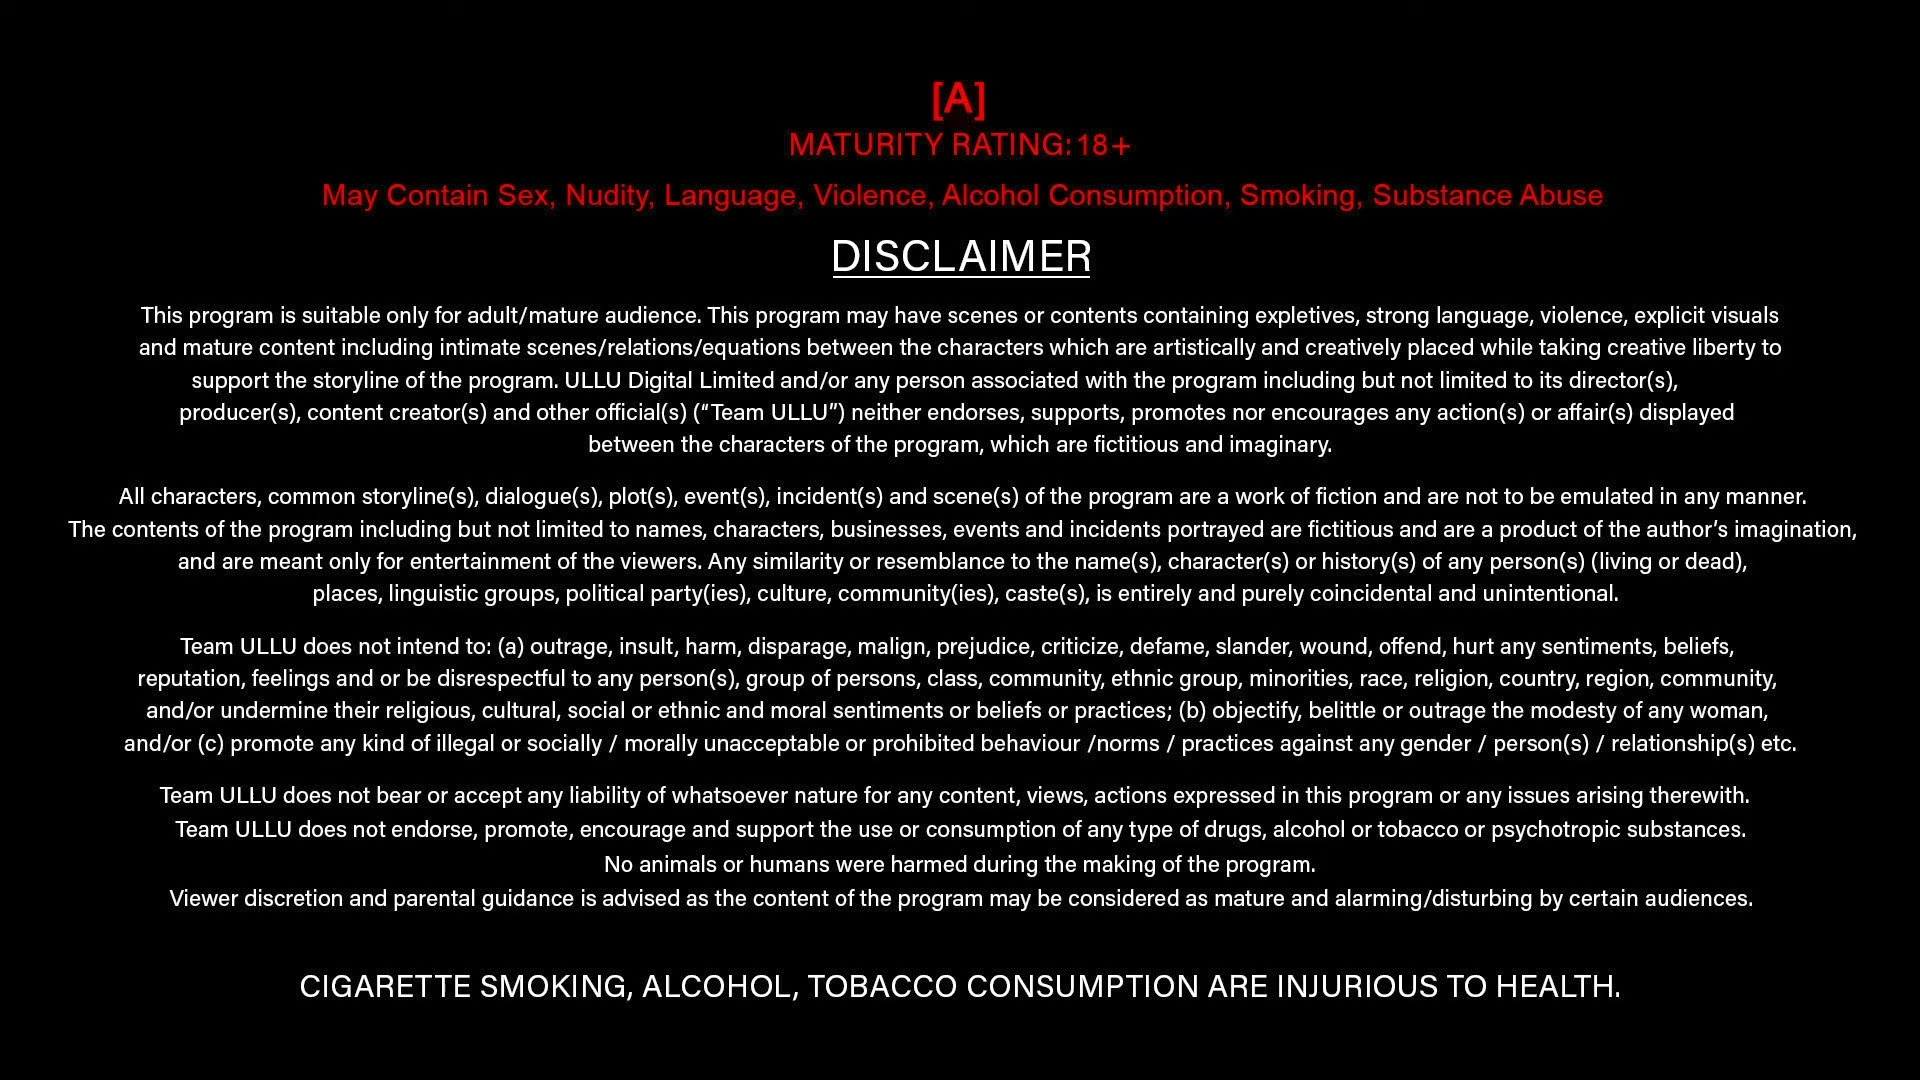 [A]
MATURITY RATING:18+
May Contain Sex, Nudity, Language, Violence, Alcohol Consumption, Smoking, Substance Abuse
DISCLAIMER
This program is suitable only for adult/mature audience. This program may have scenes or contents containing expletives, strong language, violence, explicit visuals
and mature content including intimate scenes/relations/equations between the characters which are artistically and creatively placed while taking creative liberty to
support the storyline of the program. ULLU Digital Limited and/or any person associated with the program including but not limited to its director(s),
producer(s), content creator(s) and other official(s) (“Team ULLU”) neither endorses, supports, promotes nor encourages any action(s) or affair(s) displayed
between the characters of the program, which are fictitious and imaginary.
All characters, common storyline(s), dialogue(s), plot(s), event(s), incident(s) and scene(s) of the program are a work of fiction and are not to be emulated in any manner.
The contents of the program including but not limited to names, characters, businesses, events and incidents portrayed are fictitious and are a product of the author’s imagination,
and are meant only for entertainment of the viewers. Any similarity or resemblance to the name(s), character(s) or history(s) of any person(s) (living or dead),
places, linguistic groups, political party(ies), culture, community(ies), caste(s), is entirely and purely coincidental and unintentional.
Team ULLU does not intend to: (a) outrage, insult, harm, disparage, malign, prejudice, criticize, defame, slander, wound, offend, hurt any sentiments, beliefs,
reputation, feelings and or be disrespectful to any person(s), group of persons, class, community, ethnic group, minorities, race, religion, country, region, community,
and/or undermine their religious, cultural, social or ethnic and moral sentiments or beliefs or practices; (b) objectify, belittle or outrage the modesty of any woman,
and/or (c) promote any kind of illegal or socially / morally unacceptable or prohibited behaviour /norms / practices against any gender / person(s) / relationship(s) etc.
Team ULLU does not bear or accept any liability of whatsoever nature for any content, views, actions expressed in this program or any issues arising therewith.
Team ULLU does not endorse, promote, encourage and support the use or consumption of any type of drugs, alcohol or tobacco or psychotropic substances.
No animals or humans were harmed during the making of the program.
Viewer discretion and parental guidance is advised as the content of the program may be considered as mature and alarming/disturbing by certain audiences.
CIGARETTE SMOKING, ALCOHOL, TOBACCO CONSUMPTION ARE INJURIOUS TO HEALTH.